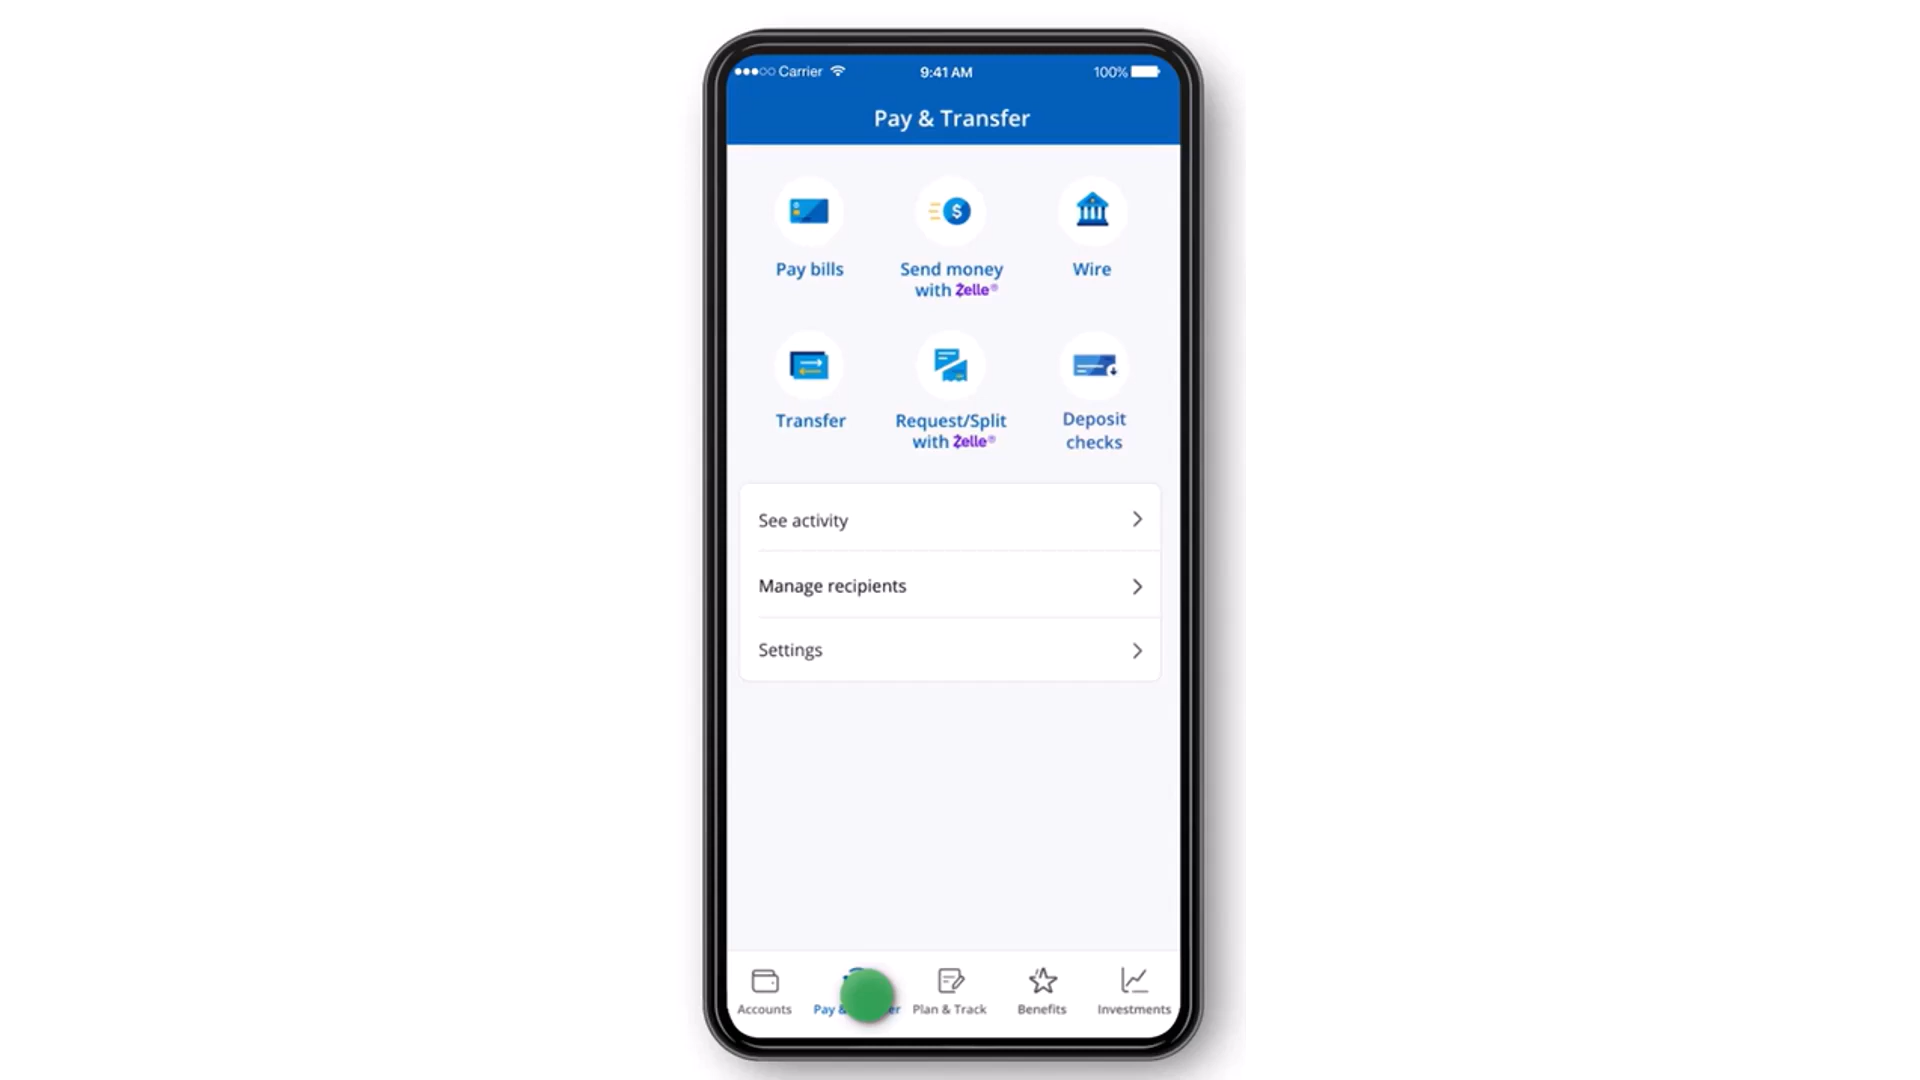 Carrier 9:41 AM 100%
Pay & Transfer
Pay bills
Send money
with Zelle®
Wire
Transfer
Request/Split
with Zelle®
Deposit
checks
See activity
Manage recipients
Settings
Accounts
Pay &
Plan & Track
Benefits
Investments